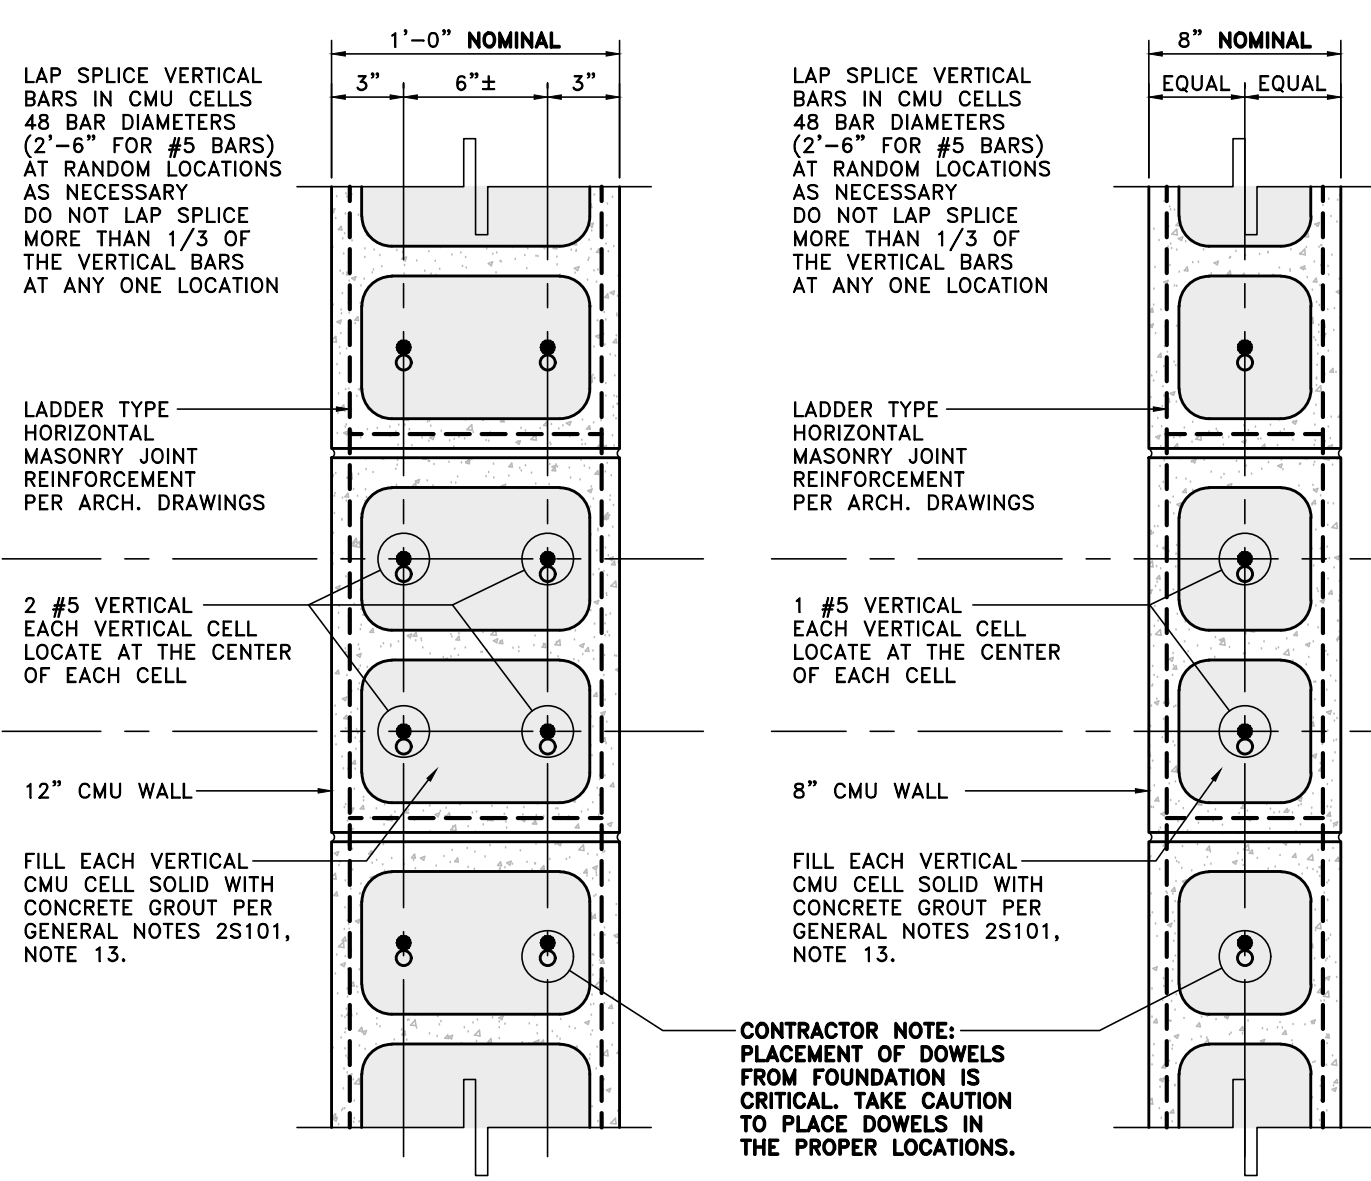 1'-0" NOMINAL
3"
6"±
3"
LAP SPLICE VERTICAL
BARS IN CMU CELLS
48 BAR DIAMETERS
(2'-6" FOR #5 BARS)
AT RANDOM LOCATIONS
AS NECESSARY
DO NOT LAP SPLICE
MORE THAN 1/3 OF
THE VERTICAL BARS
AT ANY ONE LOCATION
LADDER TYPE
HORIZONTAL
MASONRY JOINT
REINFORCEMENT
PER ARCH. DRAWINGS
2 #5 VERTICAL
EACH VERTICAL CELL
LOCATE AT THE CENTER
OF EACH CELL
12" CMU WALL
FILL EACH VERTICAL
CMU CELL SOLID WITH
CONCRETE GROUT PER
GENERAL NOTES 2S101,
NOTE 13.
8" NOMINAL
EQUAL
EQUAL
LAP SPLICE VERTICAL
BARS IN CMU CELLS
48 BAR DIAMETERS
(2'-6" FOR #5 BARS)
AT RANDOM LOCATIONS
AS NECESSARY
DO NOT LAP SPLICE
MORE THAN 1/3 OF
THE VERTICAL BARS
AT ANY ONE LOCATION
LADDER TYPE
HORIZONTAL
MASONRY JOINT
REINFORCEMENT
PER ARCH. DRAWINGS
1 #5 VERTICAL
EACH VERTICAL CELL
LOCATE AT THE CENTER
OF EACH CELL
8" CMU WALL
FILL EACH VERTICAL
CMU CELL SOLID WITH
CONCRETE GROUT PER
GENERAL NOTES 2S101,
NOTE 13.
CONTRACTOR NOTE:
PLACEMENT OF DOWELS
FROM FOUNDATION IS
CRITICAL. TAKE CAUTION
TO PLACE DOWELS IN
THE PROPER LOCATIONS.